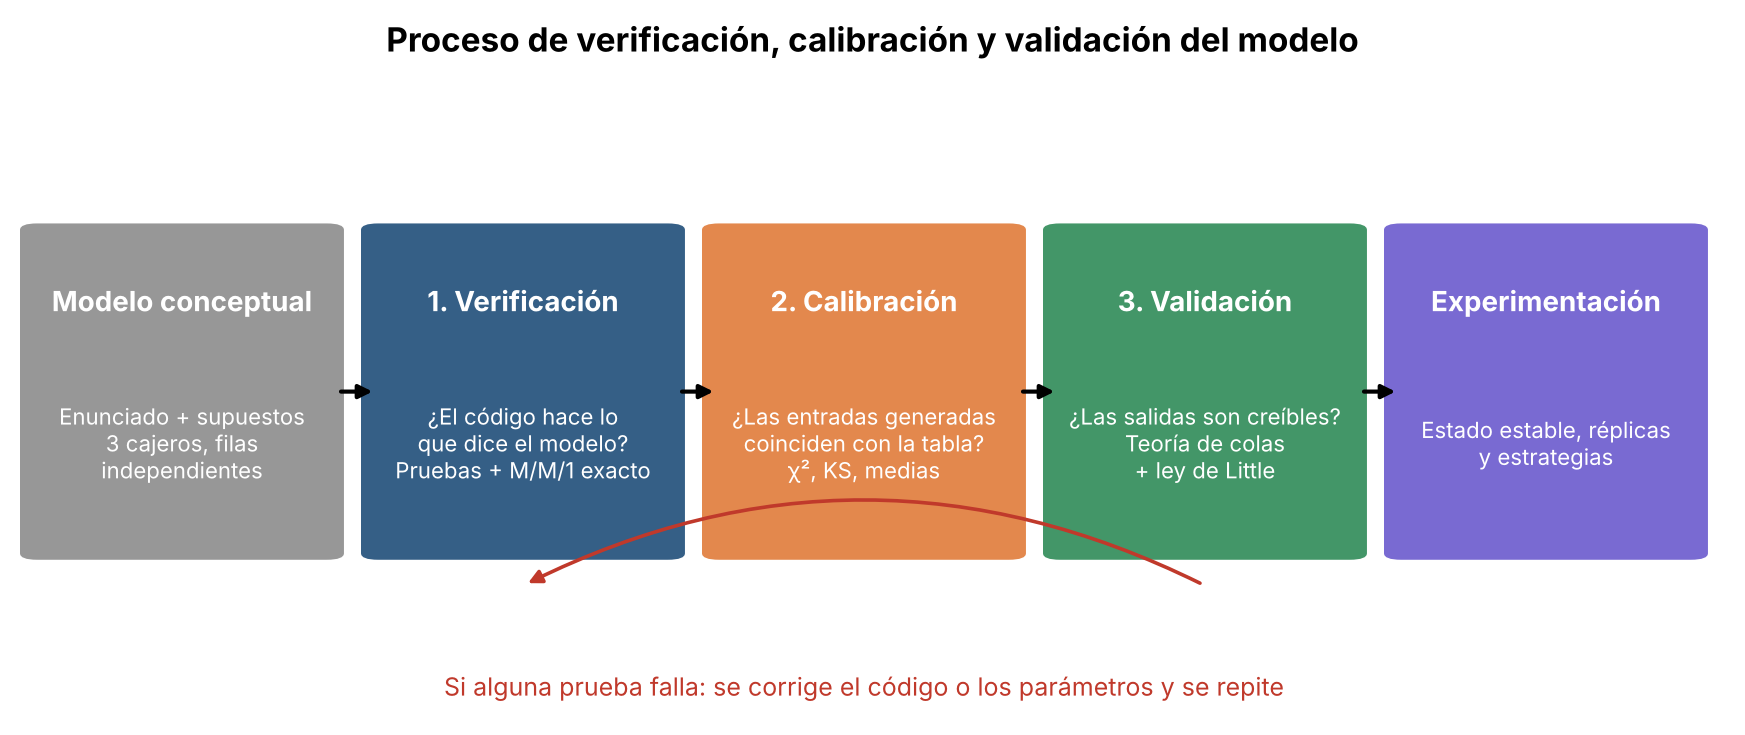 Proceso de verificación, calibración y validación del modelo
Modelo conceptual
Enunciado + supuestos
3 cajeros, filas
independientes
1. Verificación
¿El código hace lo
que dice el modelo?
Pruebas + M/M/1 exacto
2. Calibración
¿Las entradas generadas
coinciden con la tabla?
χ², KS, medias
3. Validación
¿Las salidas son creíbles?
Teoría de colas
+ ley de Little
Experimentación
Estado estable, réplicas
y estrategias
Si alguna prueba falla: se corrige el código o los parámetros y se repite